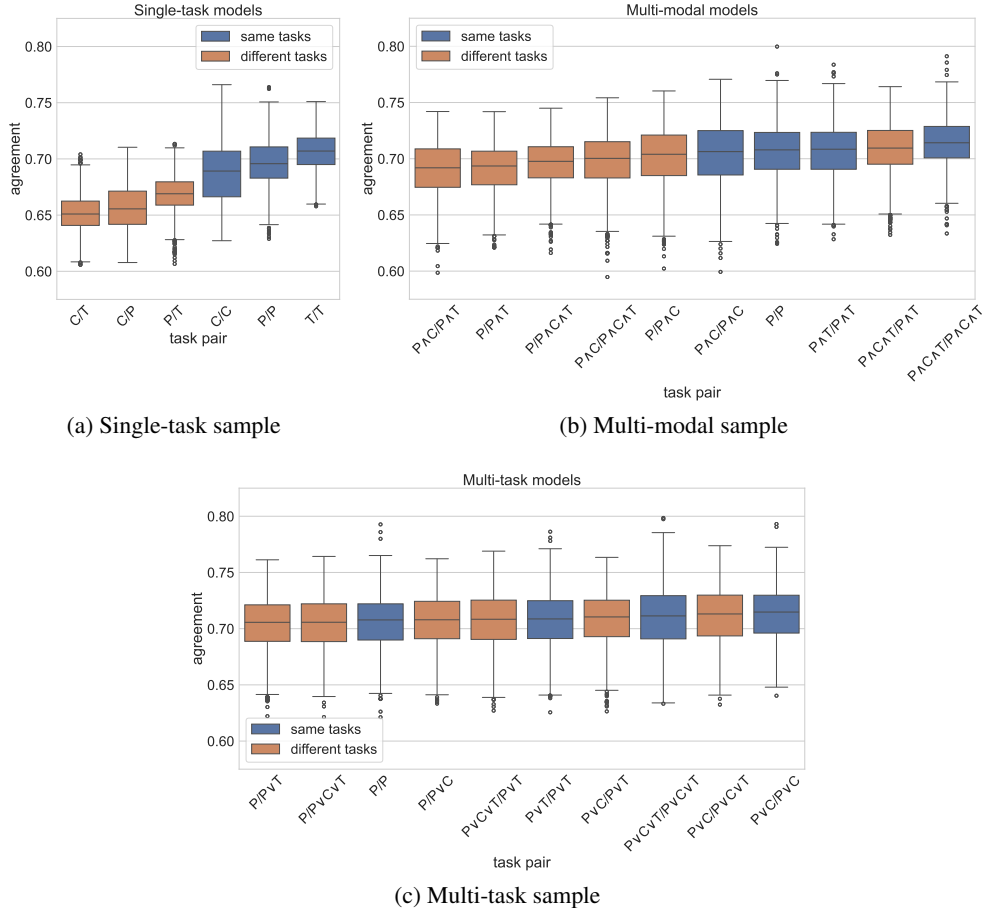 Single-task models
0.80
0.75
0.70
0.65
0.60
agreement
same tasks
different tasks
C/T
C/P
P/T
C/C
P/P
T/T
task pair
(a) Single-task sample
Multi-modal models
0.80
0.75
0.70
0.65
0.60
agreement
same tasks
different tasks
P∧C/P∧T
P/P∧T
P/P∧C∧T
P∧C/P∧C∧T
P/P∧C
P∧C/P∧C
P/P
P∧T/P∧T
P∧C∧T/P∧T
P∧C∧T/P∧C∧T
task pair
(b) Multi-modal sample
Multi-task models
0.80
0.75
0.70
0.65
0.60
agreement
same tasks
different tasks
P/P∨T
P/P∨C∨T
P/P
P/P∨C
P∨C∨T/P∨T
P∨T/P∨T
P∨C/P∨T
P∨C∨T/P∨C∨T
P∨C/P∨C∨T
P∨C/P∨C
task pair
(c) Multi-task sample